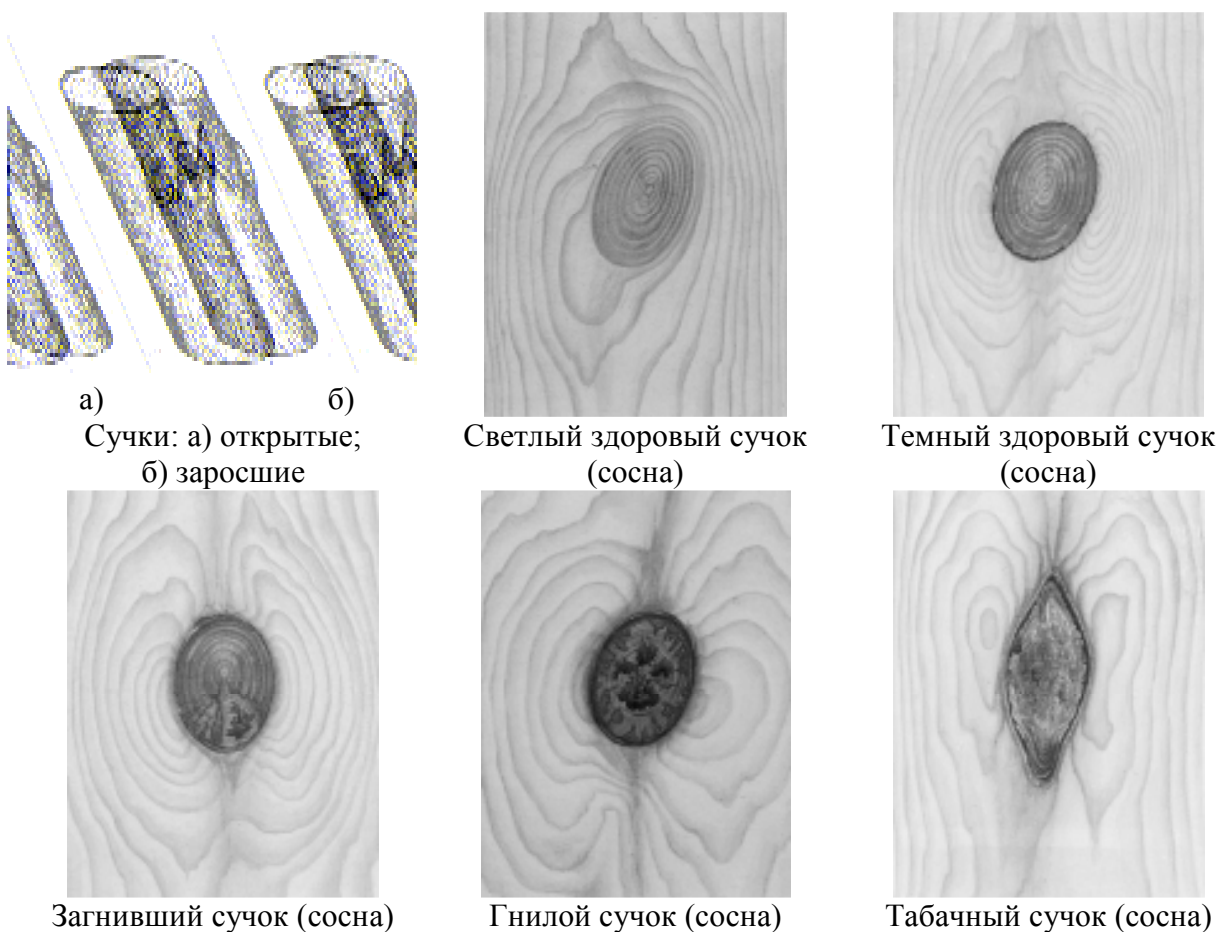 а) б)
Сучки: а) открытые;
б) заросшие
Светлый здоровый сучок
(сосна)
Темный здоровый сучок
(сосна)
Загнивший сучок (сосна)
Гнилой сучок (сосна)
Табачный сучок (сосна)